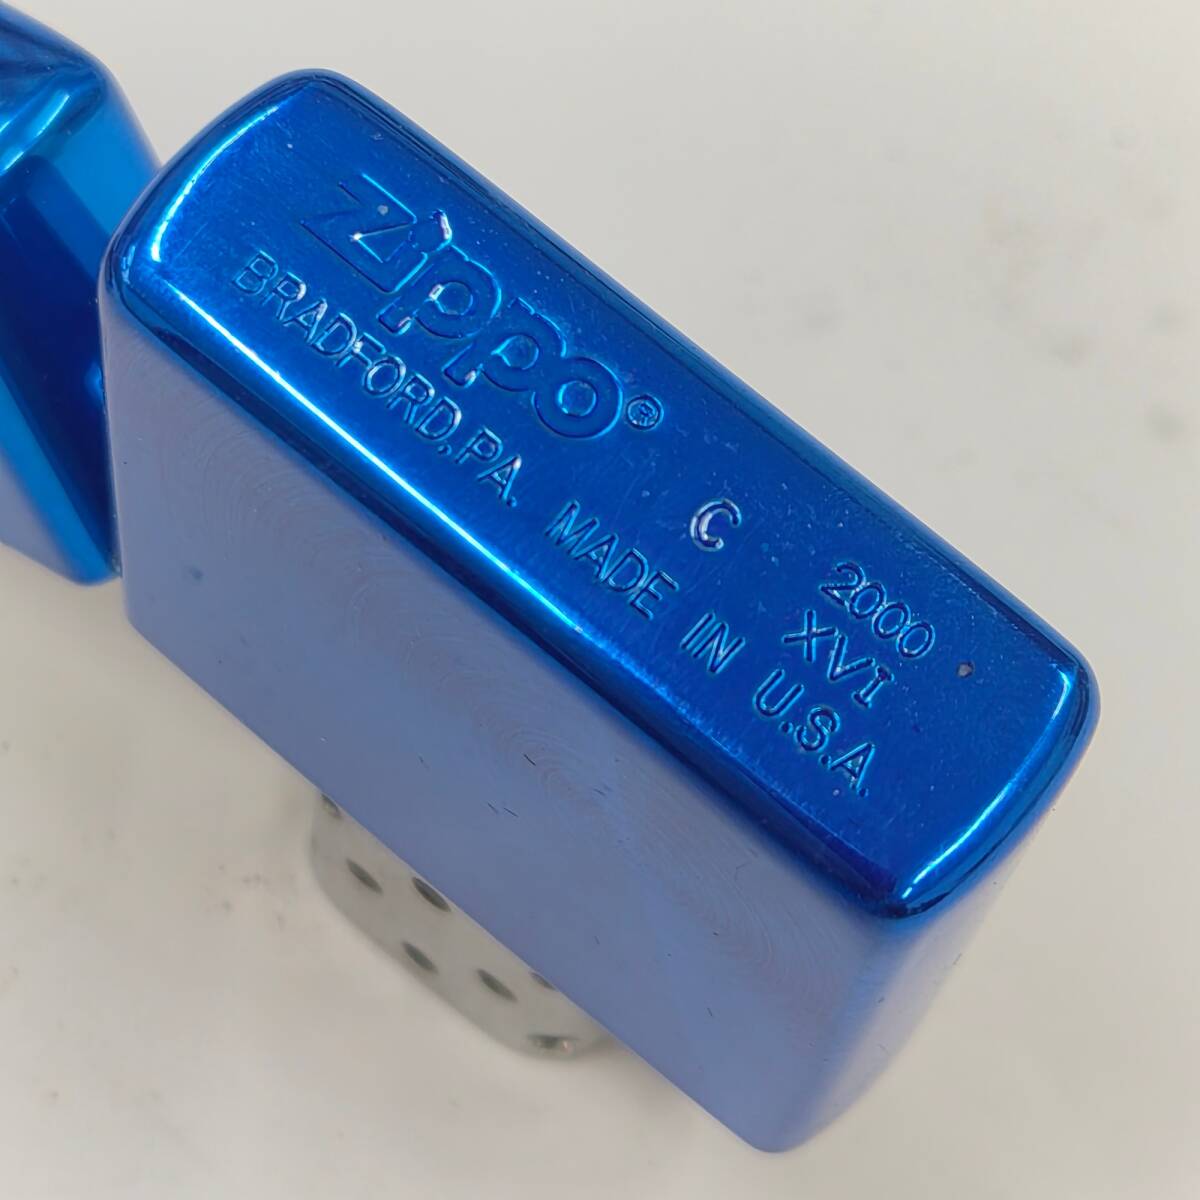 Zippo®
C 2000
XVI
BRADFORD,PA. MADE IN U.S.A.